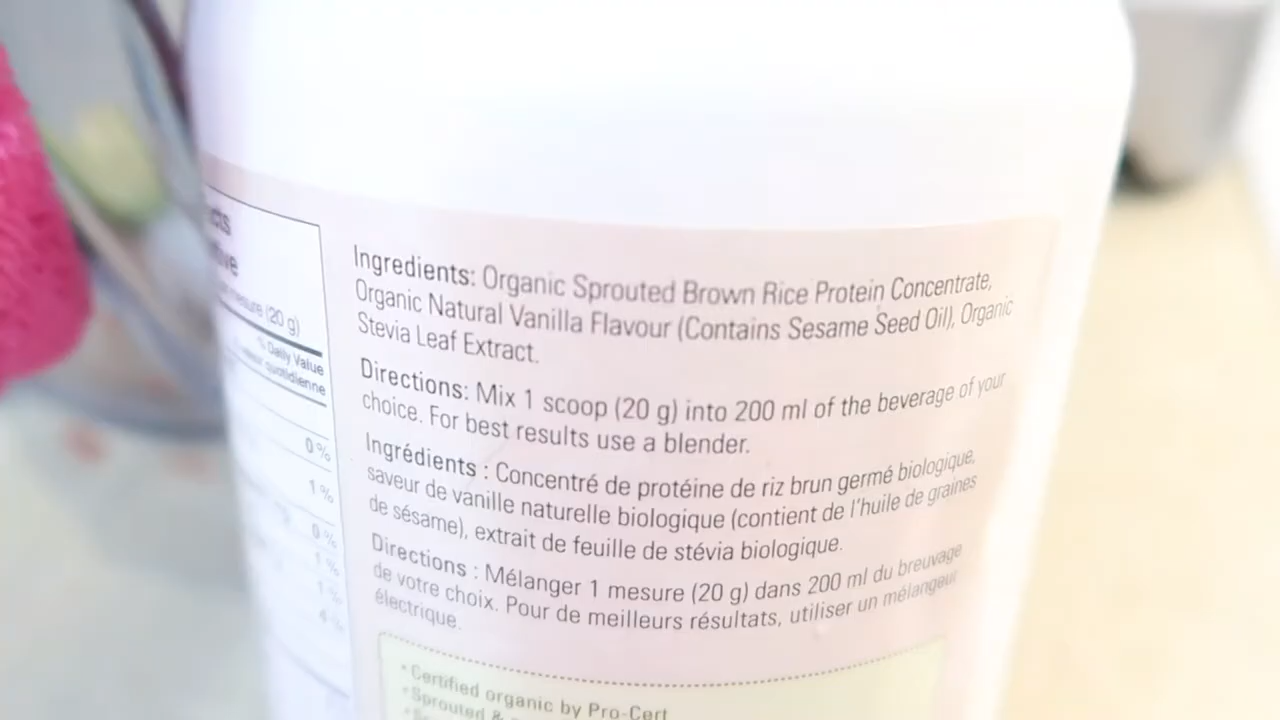 mesure (20 g)
% Daily Value
quotidienne
0 %
1 %
0 %
1 %
1 %
4 %
Ingredients: Organic Sprouted Brown Rice Protein Concentrate,
Organic Natural Vanilla Flavour (Contains Sesame Seed Oil), Organic
Stevia Leaf Extract.
Directions: Mix 1 scoop (20 g) into 200 ml of the beverage of your
choice. For best results use a blender.
Ingrédients : Concentré de protéine de riz brun germé biologique,
saveur de vanille naturelle biologique (contient de l'huile de graines
de sésame), extrait de feuille de stévia biologique.
Directions : Mélanger 1 mesure (20 g) dans 200 ml du breuvage
de votre choix. Pour de meilleurs résultats, utiliser un mélangeur
électrique.
• Certified organic by Pro-Cert
• Sprouted &